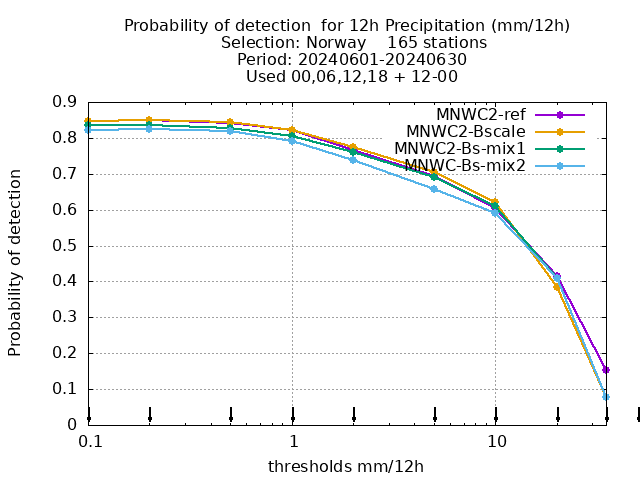 Probability of detection  for 12h Precipitation (mm/12h)
Selection: Norway    165 stations
Period: 20240601-20240630
Used 00,06,12,18 + 12-00
MNWC2-ref
MNWC2-Bscale
MNWC2-Bs-mix1
MNWC-Bs-mix2
Probability of detection
0.9
0.8
0.7
0.6
0.5
0.4
0.3
0.2
0.1
0
0.1 1 10
thresholds mm/12h